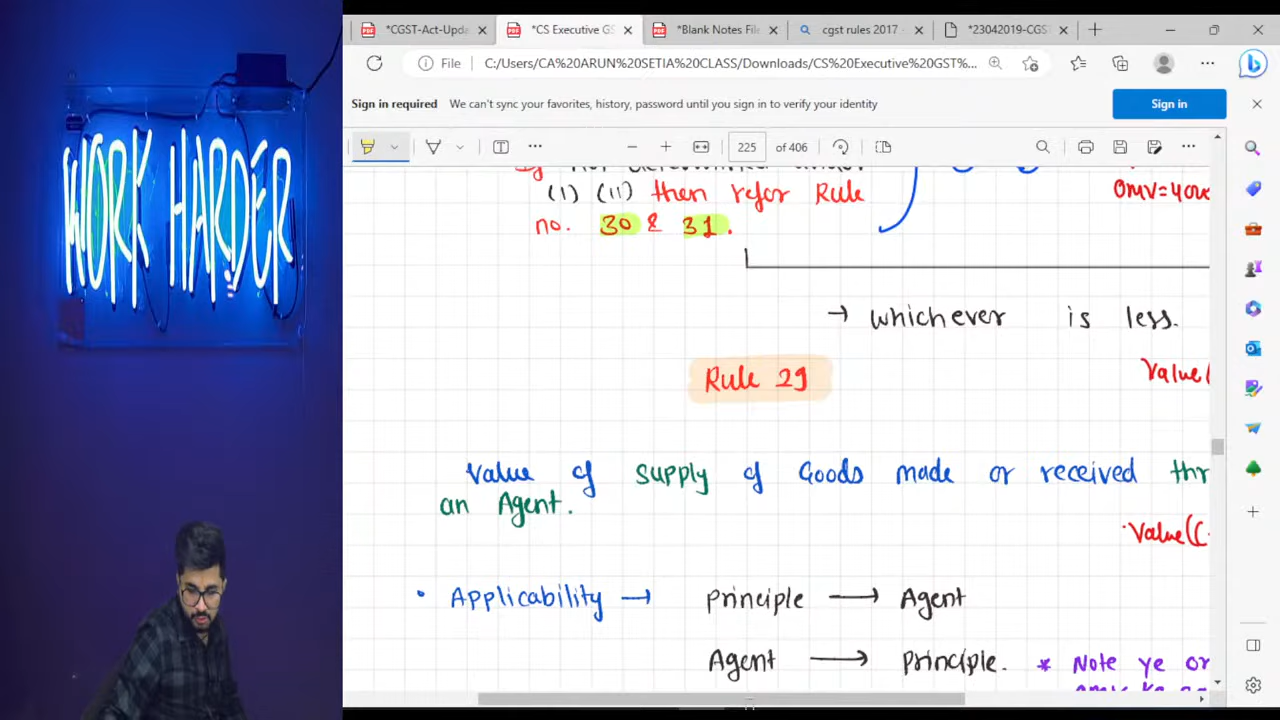 WORK HARDER
*CGST-Act-Upda
*CS Executive GS
*Blank Notes File
cgst rules 2017 -
*23042019-CGST
File
C:/Users/CA%20ARUN%20SETIA%20CLASS/Downloads/CS%20Executive%20GST%...
Sign in required We can't sync your favorites, history, password until you sign in to verify your identity
Sign in
225 of 406
(i) (ii) then refer Rule
no. 30 & 31.
OMV=
→ whichever is less.
Rule 29
Value(
Value of supply of Goods made or received thr
an Agent.
Value(
• Applicability → principle → Agent
Agent → principle. * Note ye or